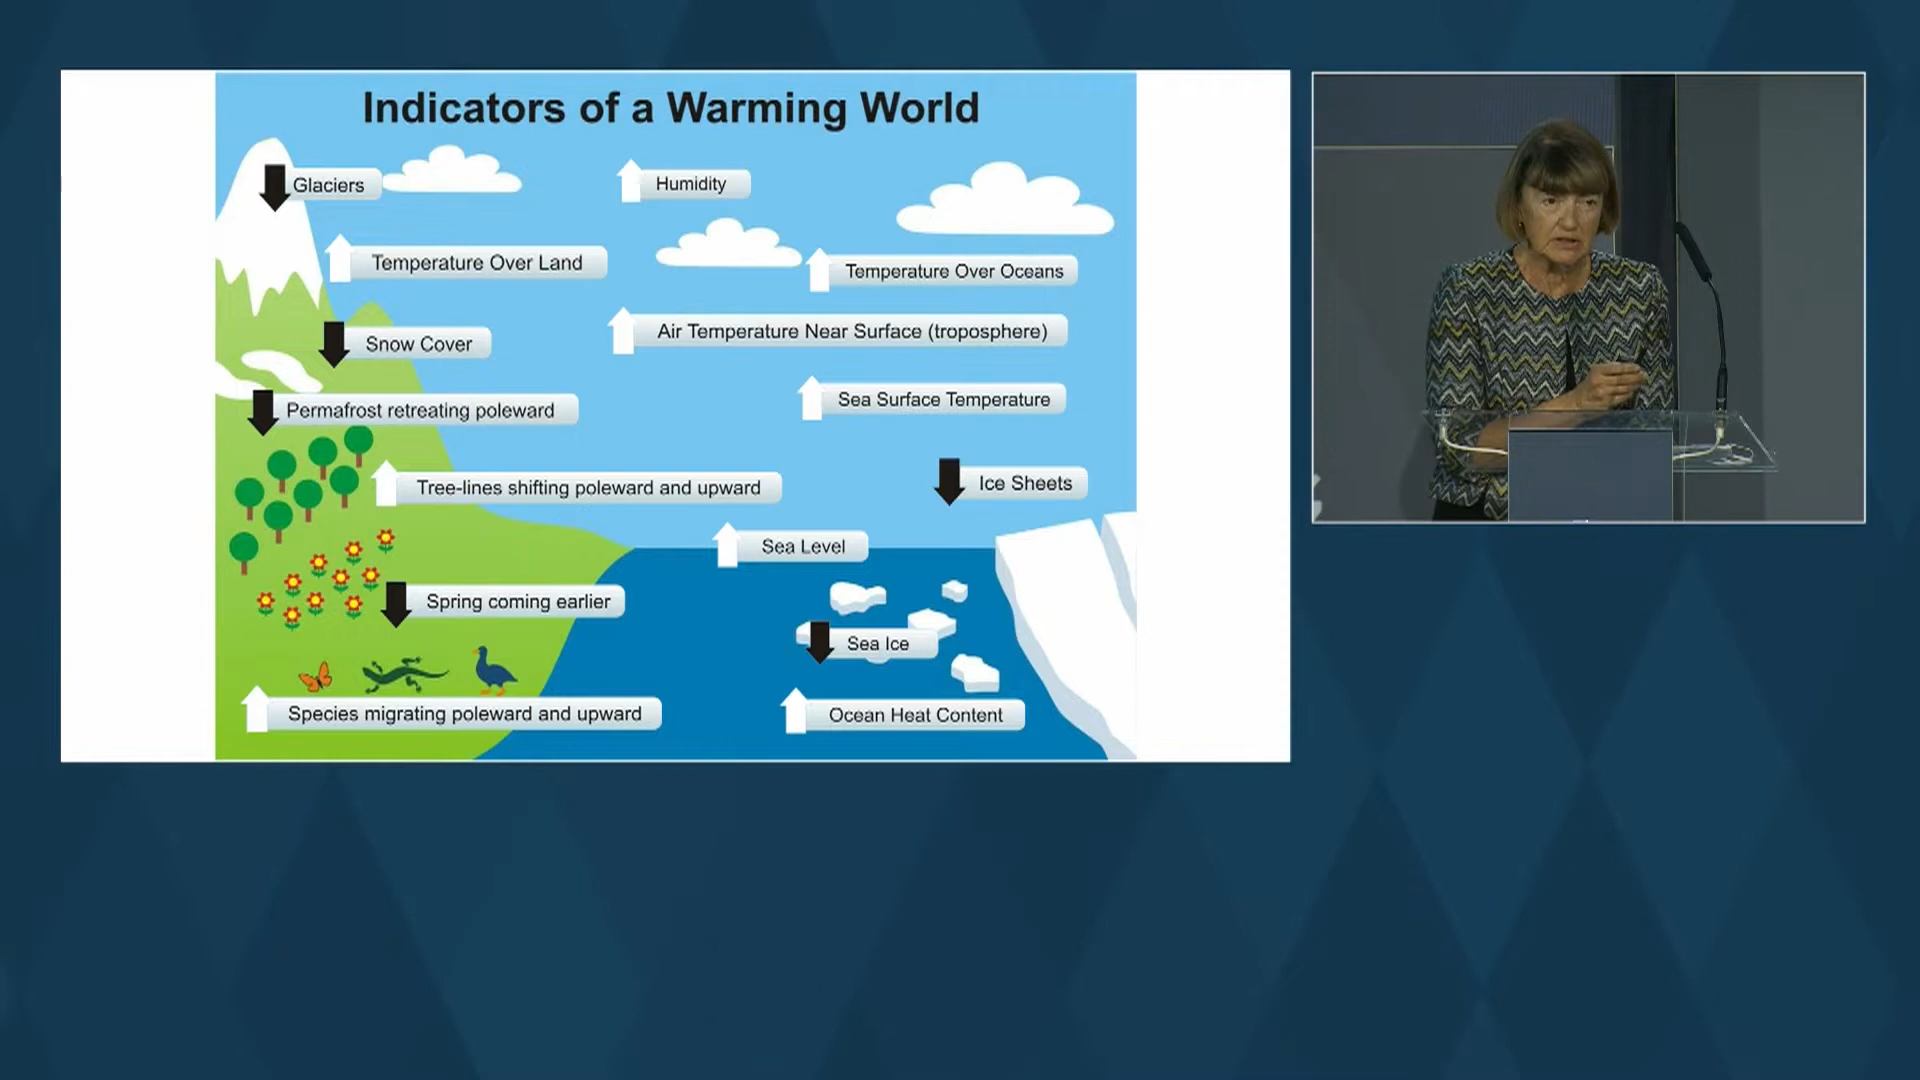 Indicators of a Warming World
Glaciers
Humidity
Temperature Over Land
Temperature Over Oceans
Air Temperature Near Surface (troposphere)
Snow Cover
Sea Surface Temperature
Permafrost retreating poleward
Tree-lines shifting poleward and upward
Ice Sheets
Sea Level
Spring coming earlier
Sea Ice
Species migrating poleward and upward
Ocean Heat Content